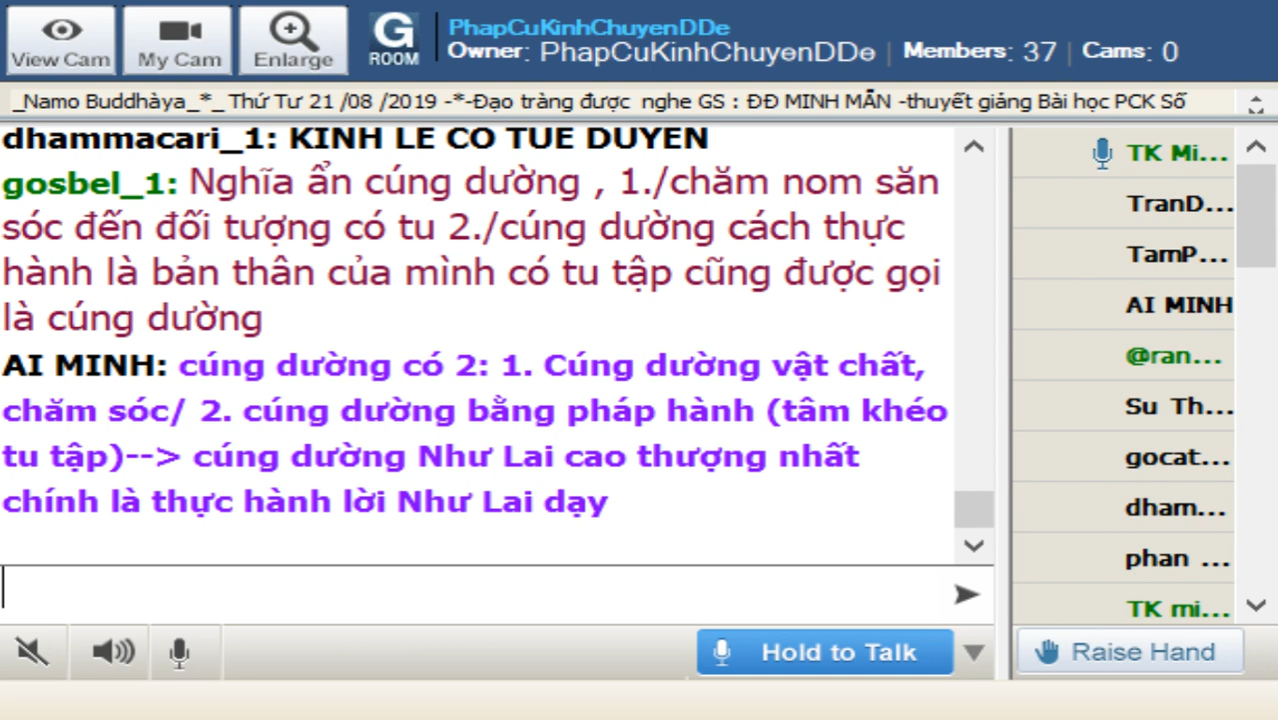 View Cam
My Cam
Enlarge
G
ROOM
PhapCuKinhChuyenDDe
Owner: PhapCuKinhChuyenDDe | Members: 37 | Cams: 0
_Namo Buddhàya_*_ Thứ Tư 21 /08 /2019 -*-Đạo tràng được nghe GS : ĐĐ MINH MẪN -thuyết giảng Bài học PCK Số
dhammacari_1: KINH LE CO TUE DUYEN
gosbel_1: Nghĩa ẩn cúng dường , 1./chăm nom săn
sóc đến đối tượng có tu 2./cúng dường cách thực
hành là bản thân của mình có tu tập cũng được gọi
là cúng dường
AI MINH: cúng dường có 2: 1. Cúng dường vật chất,
chăm sóc/ 2. cúng dường bằng pháp hành (tâm khéo
tu tập)--> cúng dường Như Lai cao thượng nhất
chính là thực hành lời Như Lai dạy
TK Mi...
TranD...
TamP...
AI MINH
@ran...
Su Th...
gocat...
dham...
phan ...
TK mi...
Hold to Talk
Raise Hand